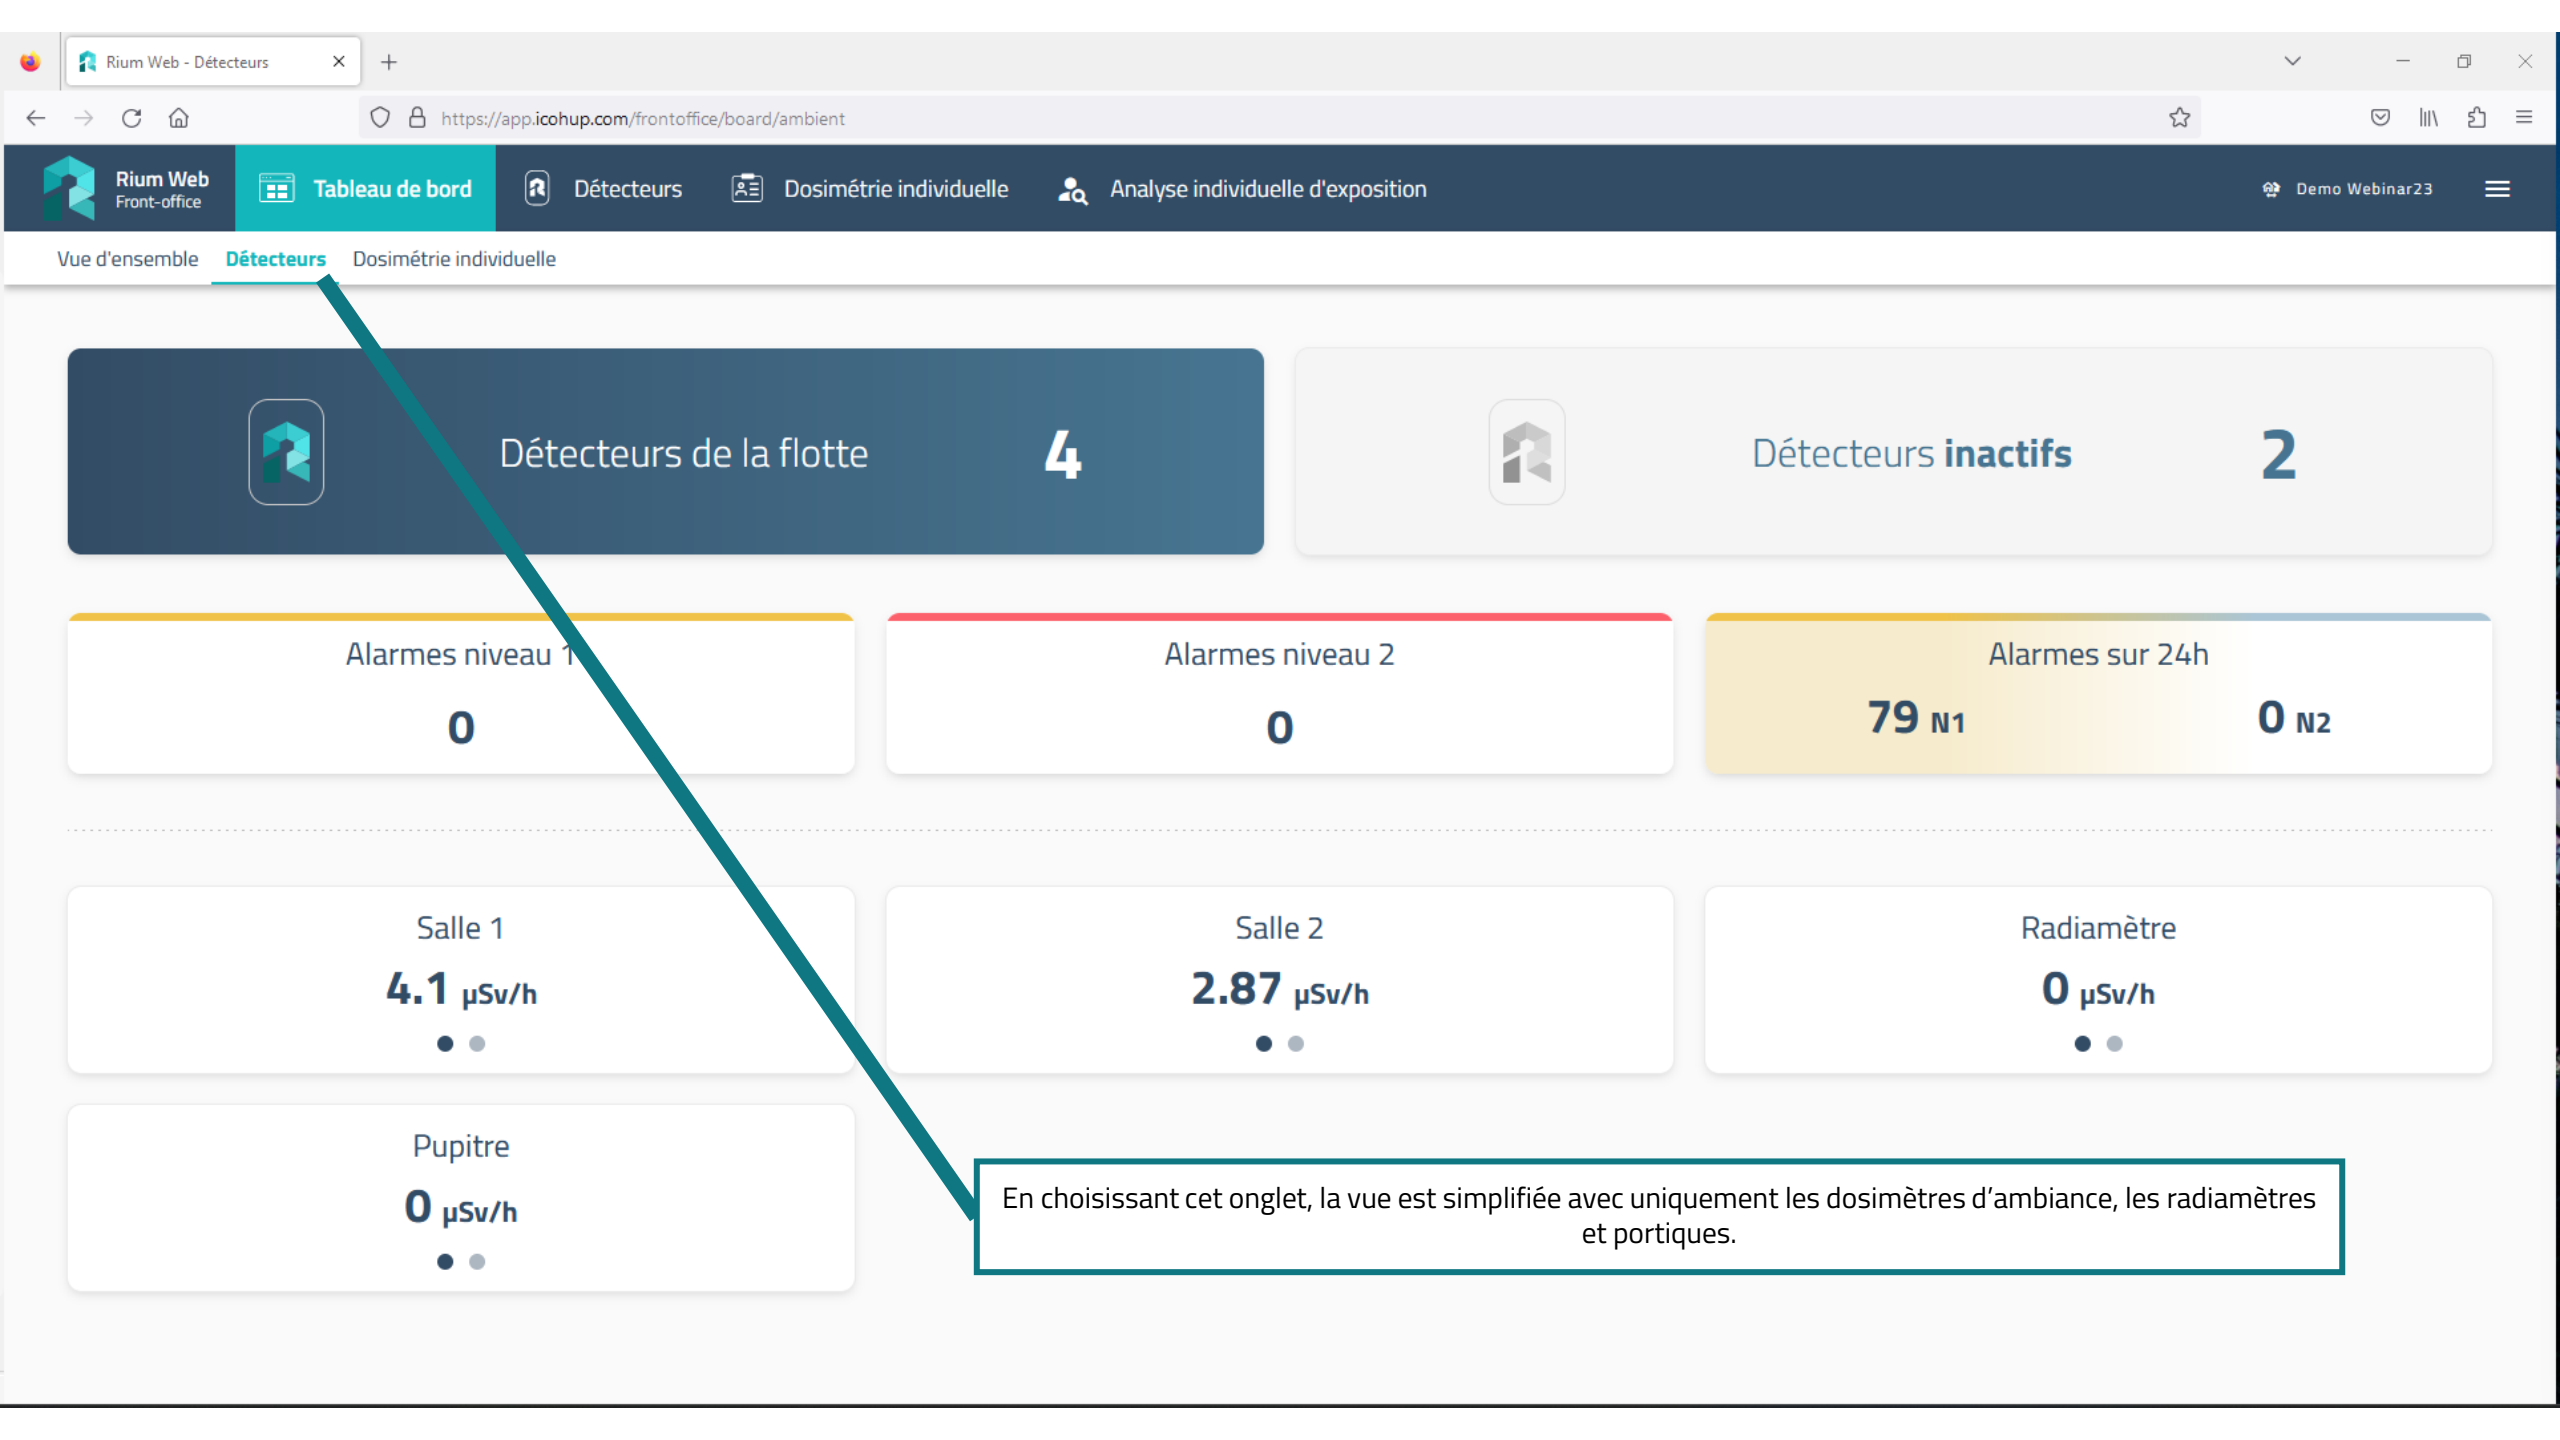 Rium Web - Détecteurs
https://app.icohup.com/frontoffice/board/ambient
Rium Web
Front-office
Tableau de bord
Détecteurs
Dosimétrie individuelle
Analyse individuelle d'exposition
Demo Webinar23
Vue d'ensemble
Détecteurs
Dosimétrie individuelle
Détecteurs de la flotte
4
Détecteurs inactifs
2
Alarmes niveau 1
0
Alarmes niveau 2
0
Alarmes sur 24h
79 N1
0 N2
Salle 1
4.1 µSv/h
Salle 2
2.87 µSv/h
Radiamètre
0 µSv/h
Pupitre
0 µSv/h
En choisissant cet onglet, la vue est simplifiée avec uniquement les dosimètres d’ambiance, les radiamètres
et portiques.